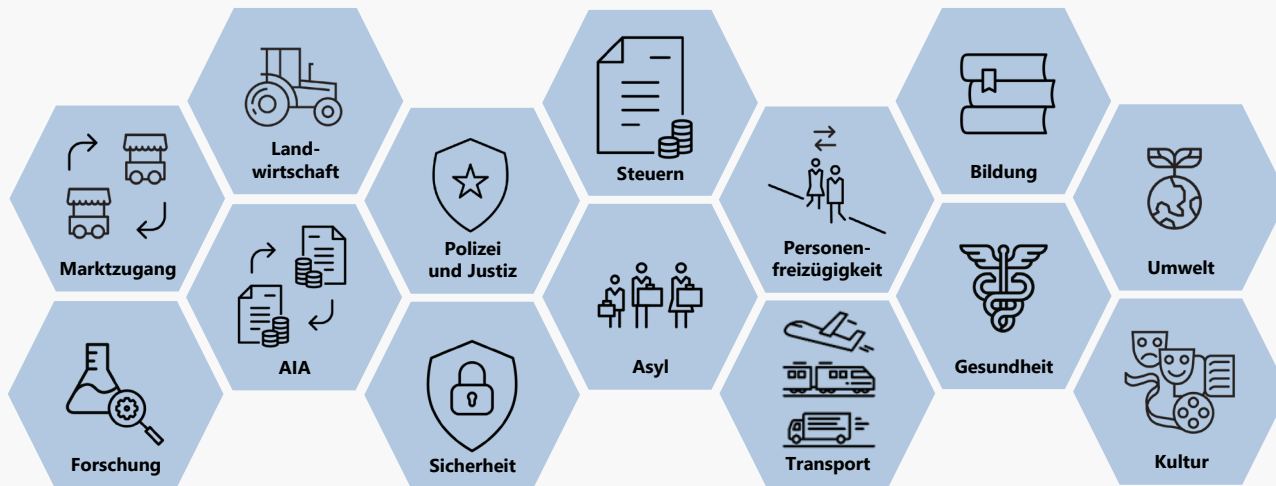 Land-
wirtschaft
Steuern
Bildung
Marktzugang
Polizei
und Justiz
Personen-
freizügigkeit
Umwelt
AIA
Asyl
Gesundheit
Forschung
Sicherheit
Transport
Kultur